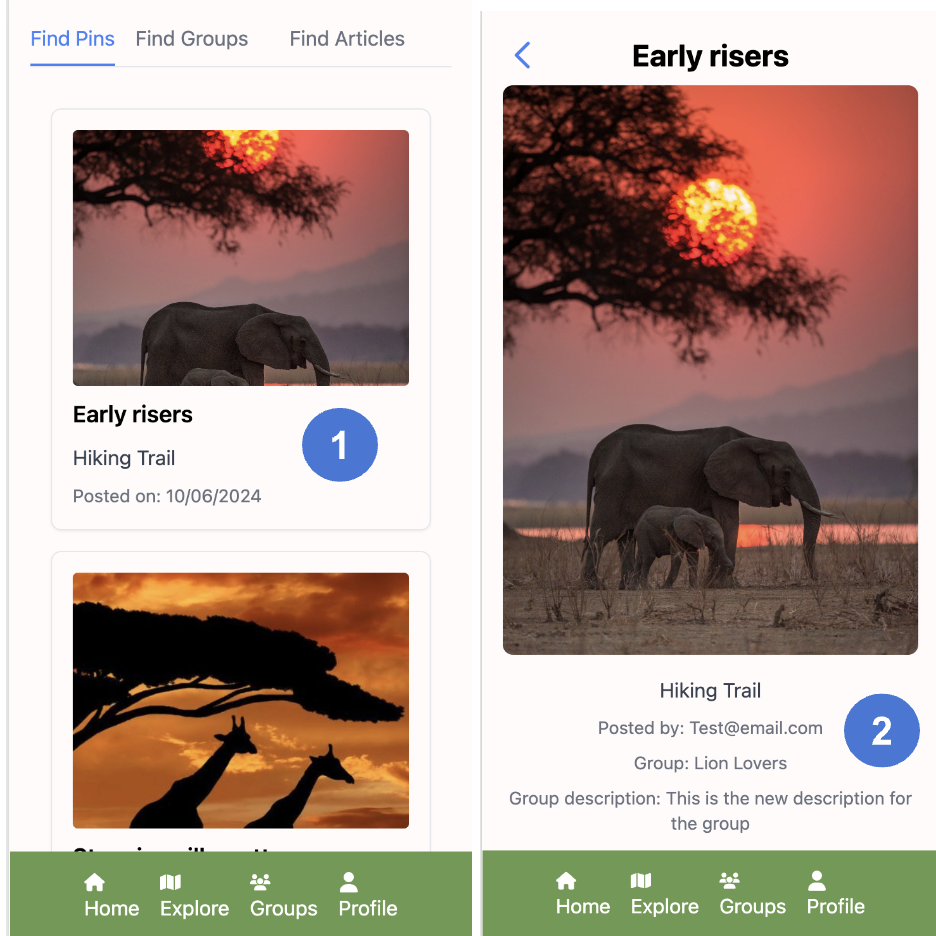 Find Pins Find Groups Find Articles
Early risers
1
Hiking Trail
Posted on: 10/06/2024
Home Explore Groups Profile
Early risers
Hiking Trail
Posted by: Test@email.com
2
Group: Lion Lovers
Group description: This is the new description for
the group
Home Explore Groups Profile